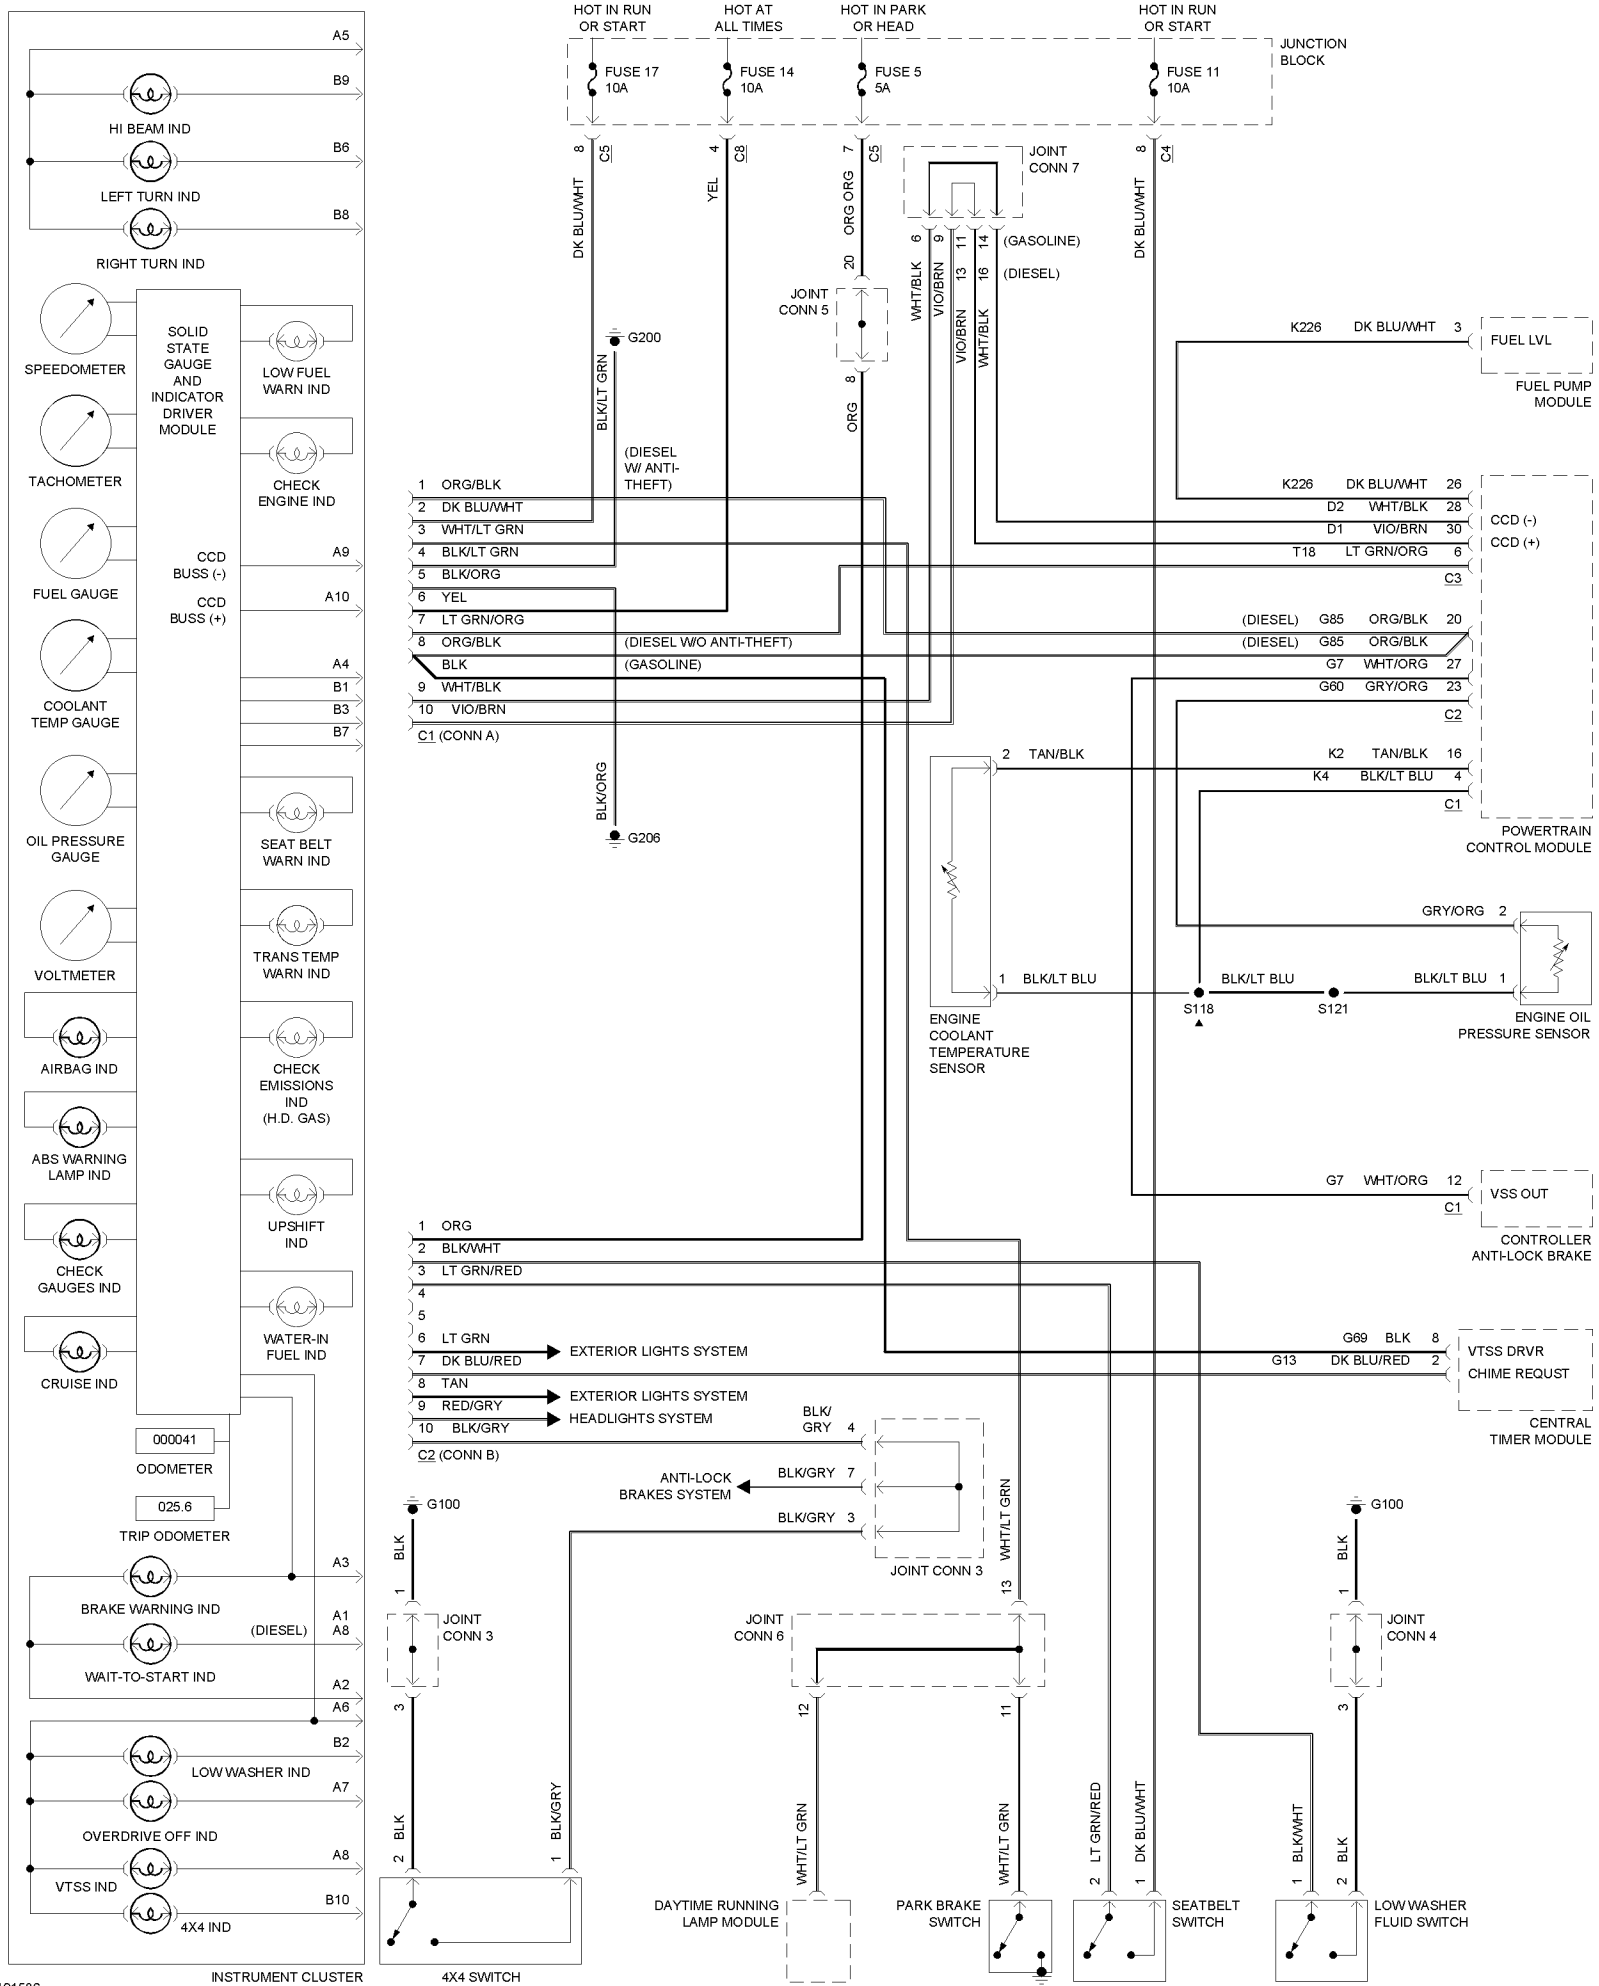 HOT IN RUN
OR START
HOT AT
ALL TIMES
HOT IN PARK
OR HEAD
HOT IN RUN
OR START
JUNCTION
BLOCK
FUSE 17
10A
FUSE 14
10A
FUSE 5
5A
FUSE 11
10A
8 C5
4 C8
7 C5
8 C4
DK BLU/WHT
YEL
ORG ORG
DK BLU/WHT
20
JOINT
CONN 7
6 9 11 14 (GASOLINE)
13 16 (DIESEL)
WHT/BLK
VIO/BRN
VIO/BRN
WHT/BLK
JOINT
CONN 5
8
ORG
G200
BLK/LT GRN
(DIESEL
W/ ANTI-
THEFT)
A5
B9
HI BEAM IND
B6
LEFT TURN IND
B8
RIGHT TURN IND
SPEEDOMETER
TACHOMETER
FUEL GAUGE
COOLANT
TEMP GAUGE
OIL PRESSURE
GAUGE
VOLTMETER
AIRBAG IND
ABS WARNING
LAMP IND
CHECK
GAUGES IND
CRUISE IND
SOLID
STATE
GAUGE
AND
INDICATOR
DRIVER
MODULE
CCD
BUSS (-)
CCD
BUSS (+)
LOW FUEL
WARN IND
CHECK
ENGINE IND
A9
A10
A4
B1
B3
B7
SEAT BELT
WARN IND
TRANS TEMP
WARN IND
CHECK
EMISSIONS
IND
(H.D. GAS)
UPSHIFT
IND
WATER-IN
FUEL IND
000041
ODOMETER
025.6
TRIP ODOMETER
A3
BRAKE WARNING IND
A1
(DIESEL) A8
WAIT-TO-START IND
A2
A6
B2
LOW WASHER IND
A7
OVERDRIVE OFF IND
A8
VTSS IND
B10
4X4 IND
INSTRUMENT CLUSTER
1 ORG/BLK
2 DK BLU/WHT
3 WHT/LT GRN
4 BLK/LT GRN
5 BLK/ORG
6 YEL
7 LT GRN/ORG
8 ORG/BLK (DIESEL W/O ANTI-THEFT)
BLK (GASOLINE)
9 WHT/BLK
10 VIO/BRN
C1 (CONN A)
BLK/ORG
G206
K226 DK BLU/WHT 3
FUEL LVL
FUEL PUMP
MODULE
K226 DK BLU/WHT 26
D2 WHT/BLK 28
CCD (-)
D1 VIO/BRN 30
CCD (+)
T18 LT GRN/ORG 6
C3
(DIESEL) G85 ORG/BLK 20
(DIESEL) G85 ORG/BLK
G7 WHT/ORG 27
G60 GRY/ORG 23
C2
K2 TAN/BLK 16
K4 BLK/LT BLU 4
C1
POWERTRAIN
CONTROL MODULE
2 TAN/BLK
1 BLK/LT BLU
ENGINE
COOLANT
TEMPERATURE
SENSOR
S118
BLK/LT BLU
S121
GRY/ORG 2
BLK/LT BLU 1
ENGINE OIL
PRESSURE SENSOR
G7 WHT/ORG 12
C1
VSS OUT
CONTROLLER
ANTI-LOCK BRAKE
1 ORG
2 BLK/WHT
3 LT GRN/RED
4
5
6 LT GRN
EXTERIOR LIGHTS SYSTEM
7 DK BLU/RED
8 TAN
EXTERIOR LIGHTS SYSTEM
9 RED/GRY
HEADLIGHTS SYSTEM
10 BLK/GRY
C2 (CONN B)
G69 BLK 8
VTSS DRVR
G13 DK BLU/RED 2
CHIME REQUST
CENTRAL
TIMER MODULE
BLK/
GRY 4
ANTI-LOCK
BRAKES SYSTEM
BLK/GRY 7
BLK/GRY 3
JOINT CONN 3
WHT/LT GRN
13
G100
BLK
1
JOINT
CONN 3
3
BLK
2
1 BLK/GRY
4X4 SWITCH
JOINT
CONN 6
12
11
WHT/LT GRN
WHT/LT GRN
DAYTIME RUNNING
LAMP MODULE
PARK BRAKE
SWITCH
2 LT GRN/RED
1 DK BLU/WHT
SEATBELT
SWITCH
G100
BLK
1
JOINT
CONN 4
3
1 BLK/WHT
2 BLK
LOW WASHER
FLUID SWITCH